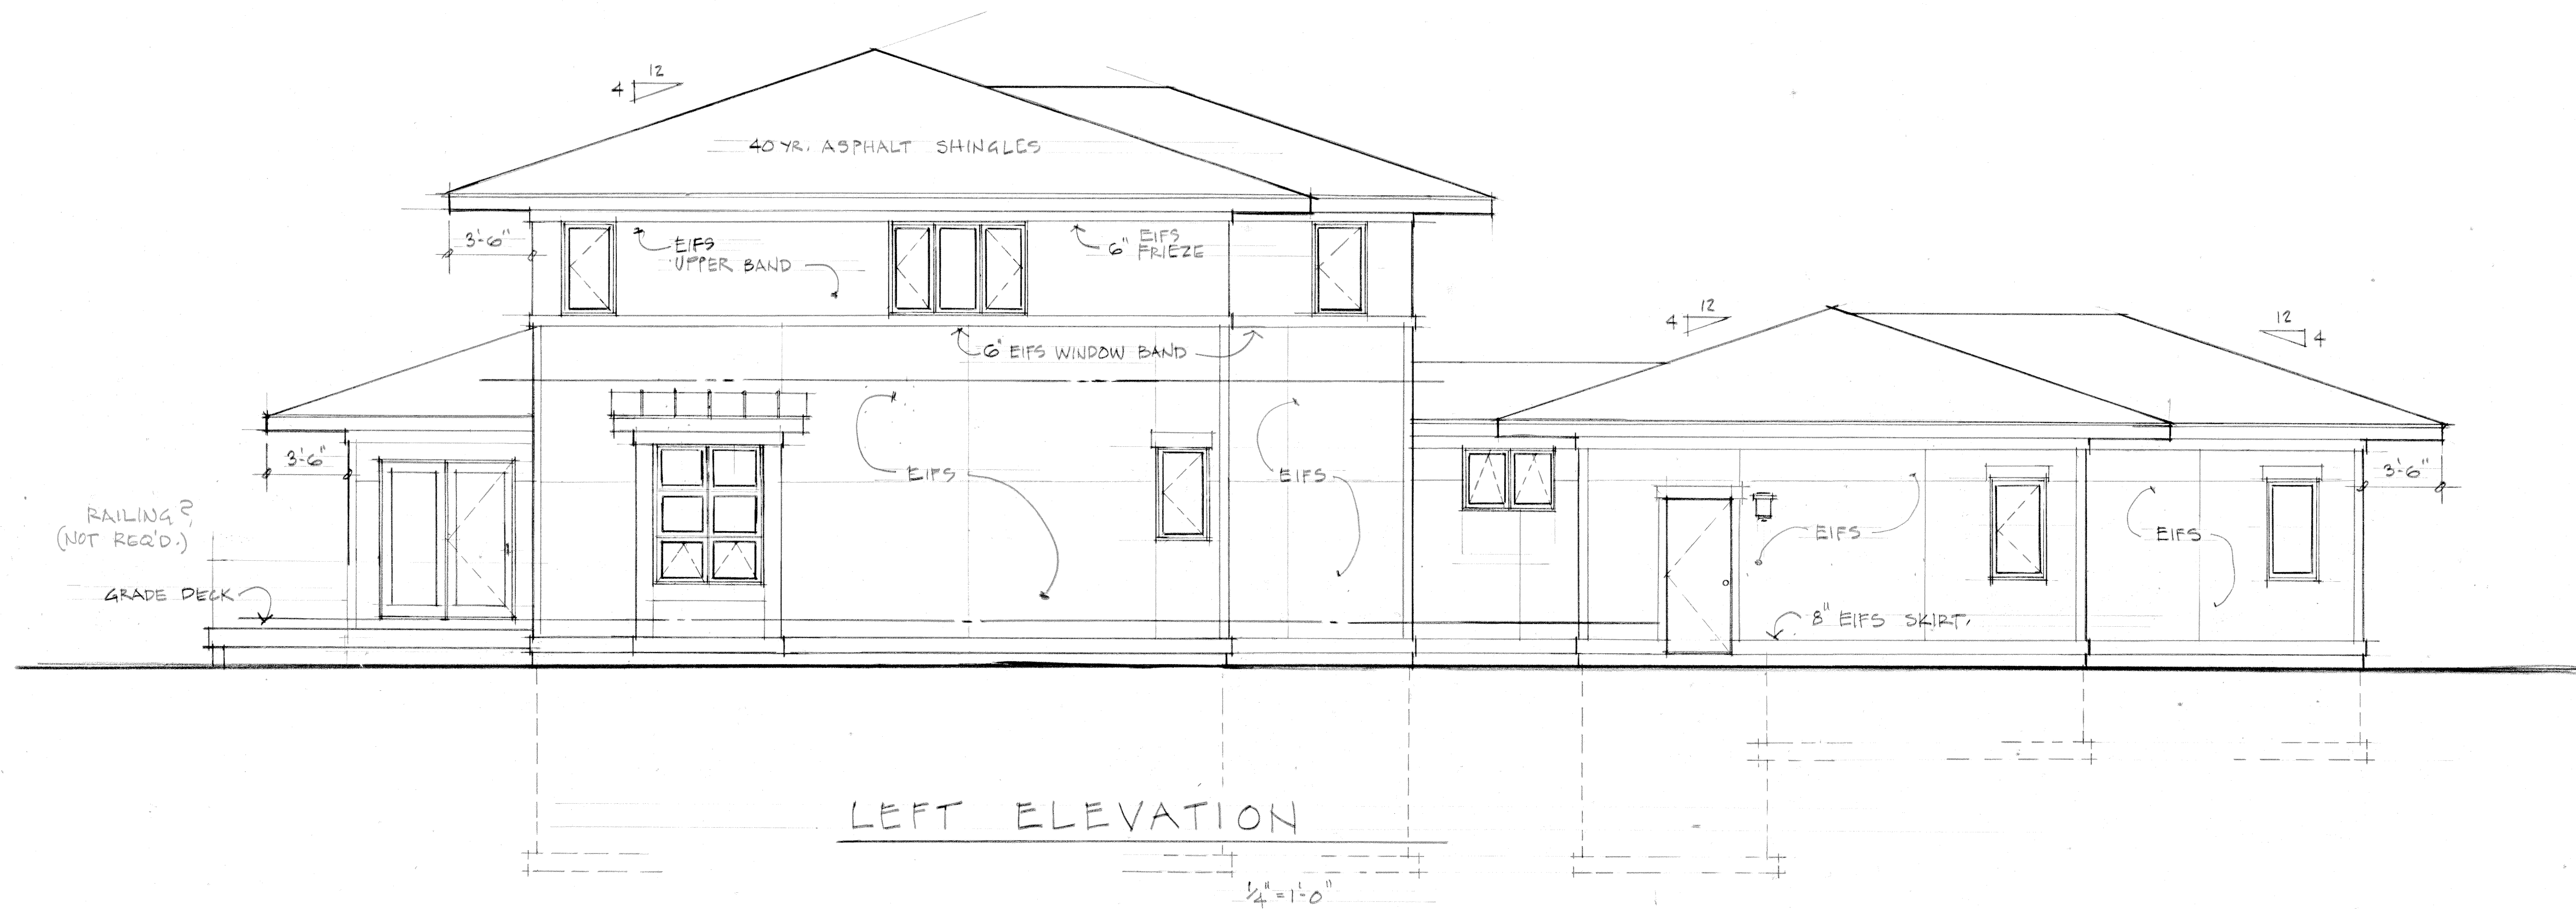 12
4
40 YR. ASPHALT SHINGLES
3'-6"
EIFS
UPPER BAND
6" EIFS
FRIEZE
6" EIFS WINDOW BAND
12
4
12
4
3'-6"
EIFS
EIFS
3'-6"
RAILING?
(NOT REQ'D.)
EIFS
EIFS
GRADE DECK
8" EIFS SKIRT.
LEFT ELEVATION
1/4" = 1'-0"